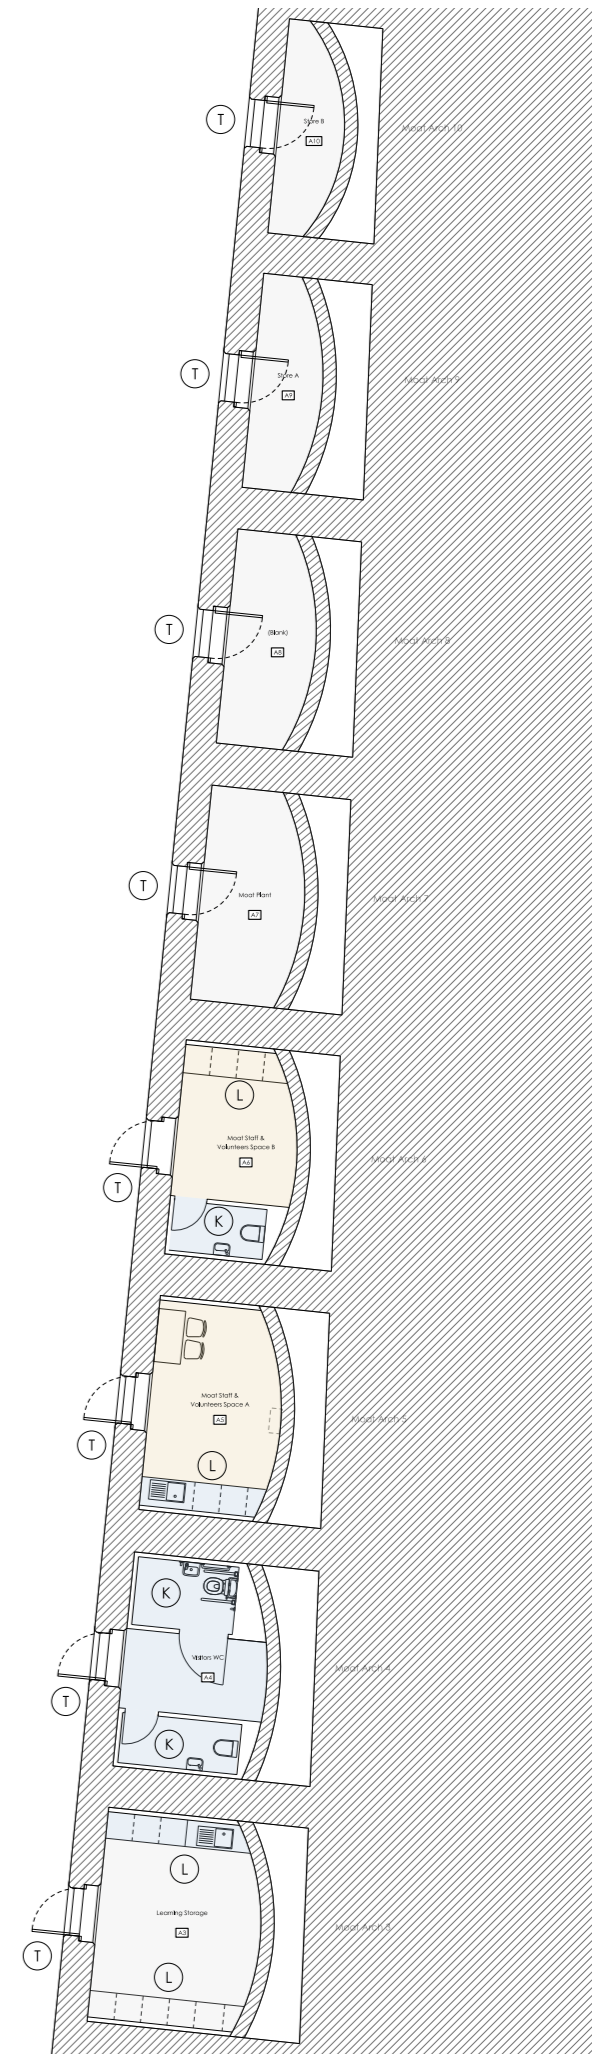 T
Store B
A10
Moat Arch 10
T
Store A
A9
Moat Arch 9
T
(Blank)
A8
Moat Arch 8
T
Moat Plant
A7
Moat Arch 7
L
Moat Staff &
Volunteers Space B
A6
Moat Arch 6
T
K
Moat Staff &
Volunteers Space A
A5
Moat Arch 5
T
L
K
Visitors WC
A4
Moat Arch 4
T
K
L
Learning Storage
A3
Moat Arch 3
T
L